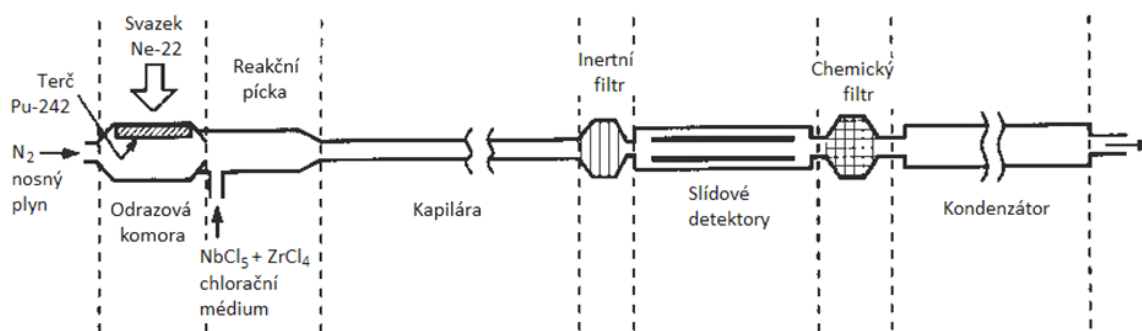 Svazek
Ne-22
Terč
Pu-242
Reakční
pícka
Inertní
filtr
Chemický
filtr
N2
nosný
plyn
Odrazová
komora
NbCl5 + ZrCl4
chlorační
médium
Kapilára
Slídové
detektory
Kondenzátor